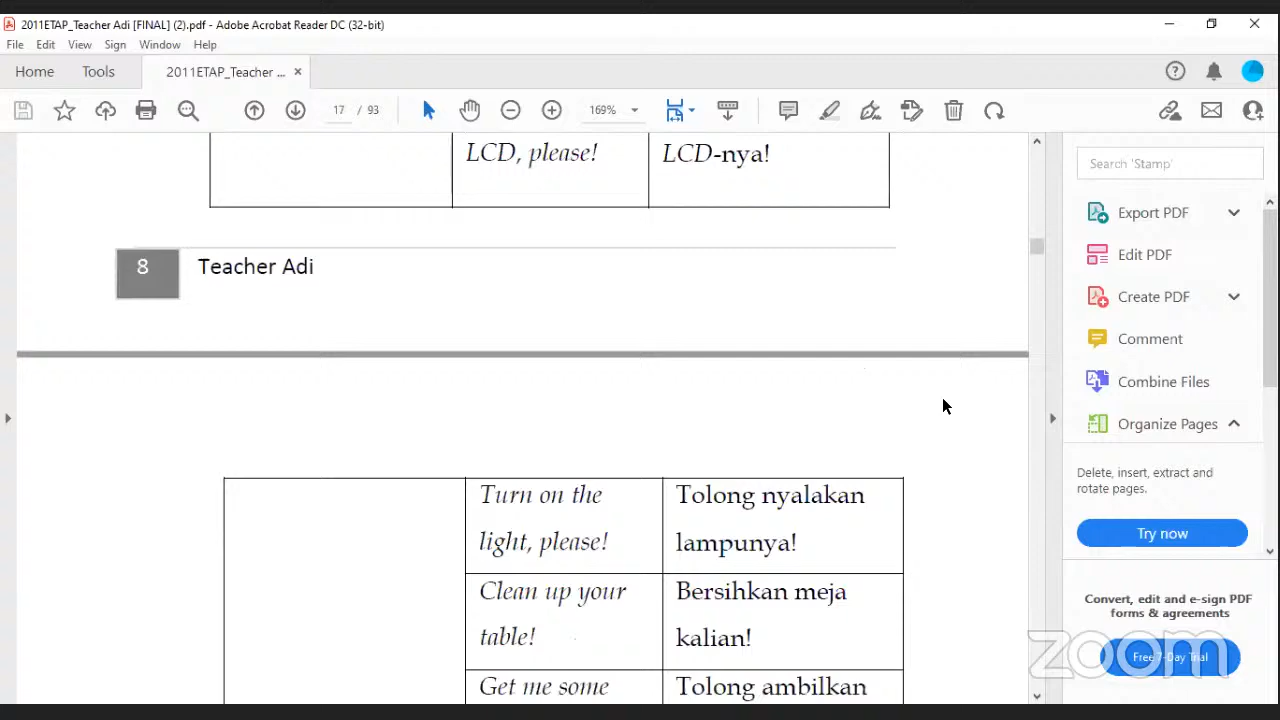 2011ETAP_Teacher Adi [FINAL] (2).pdf - Adobe Acrobat Reader DC (32-bit)
File Edit View Sign Window Help
Home Tools 2011ETAP_Teacher ... ×
17 / 93 169%
LCD, please! LCD-nya!
8 Teacher Adi
Turn on the Tolong nyalakan
light, please! lampunya!
Clean up your Bersihkan meja
table! kalian!
Get me some Tolong ambilkan
Search 'Stamp'
Export PDF
Edit PDF
Create PDF
Comment
Combine Files
Organize Pages
Delete, insert, extract and
rotate pages.
Try now
Convert, edit and e-sign PDF
forms & agreements
Free 7-Day Trial
zoom